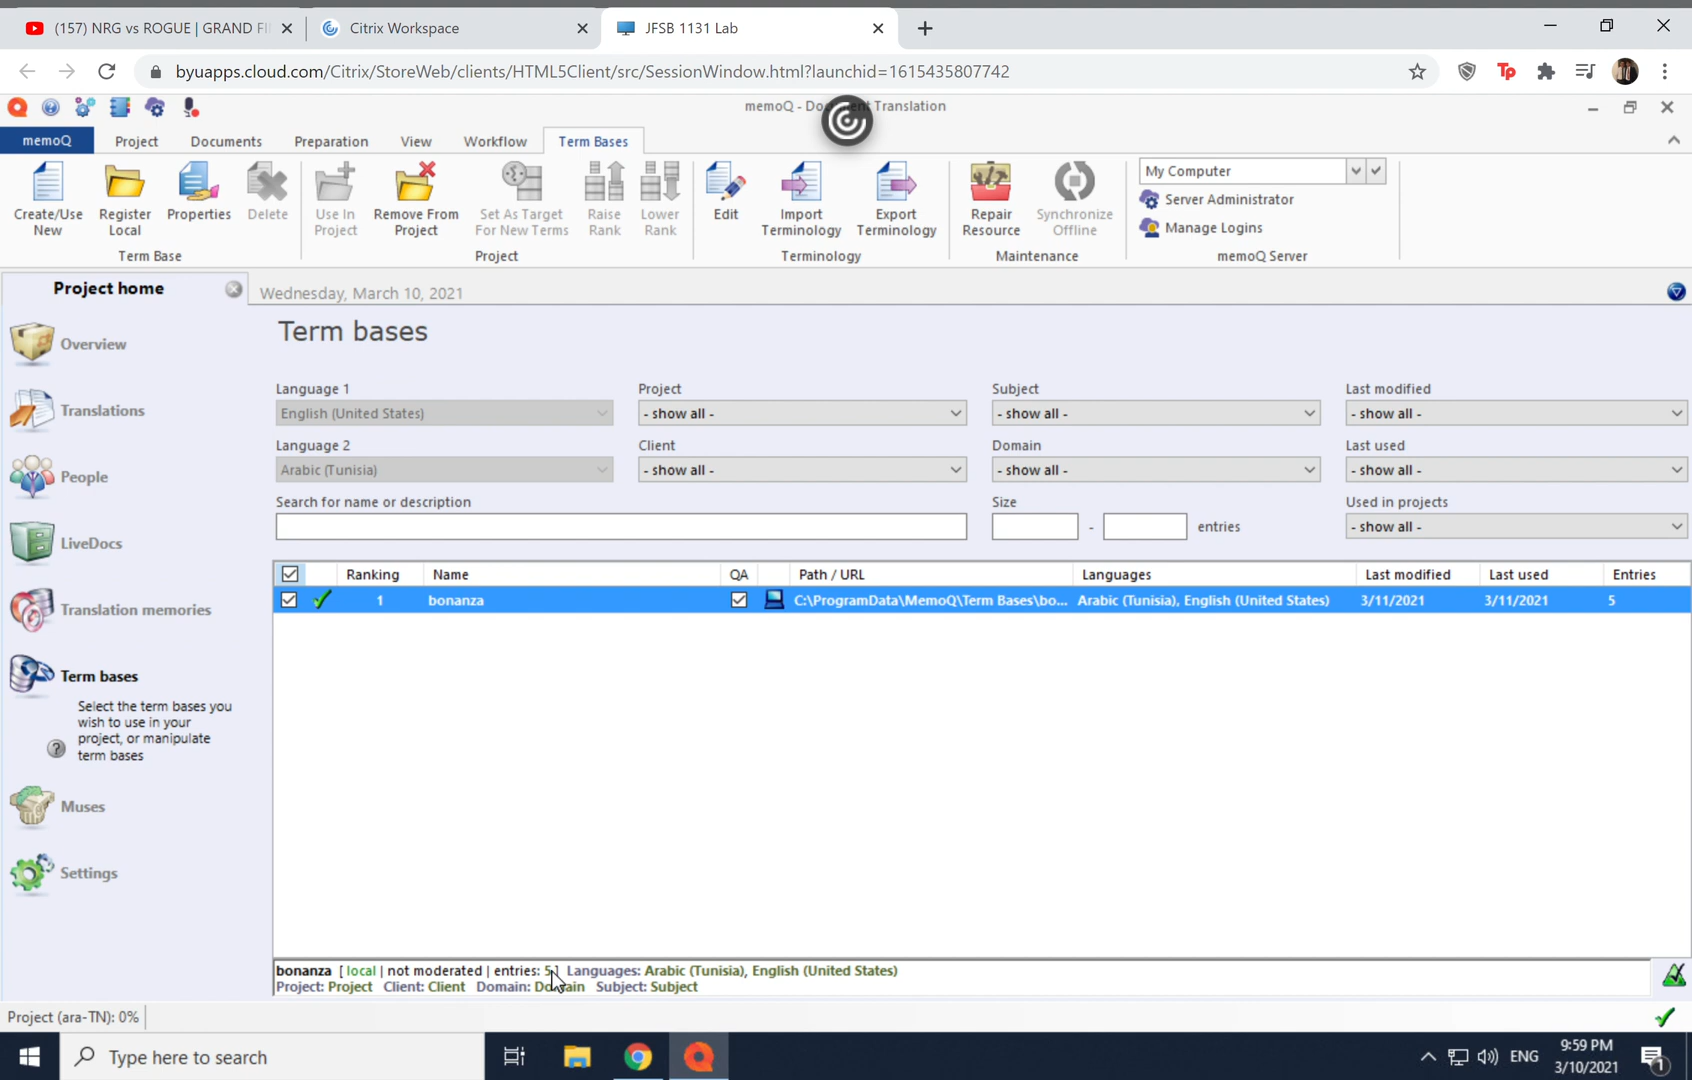 (157) NRG vs ROGUE | GRAND FI
Citrix Workspace
JFSB 1131 Lab
byuapps.cloud.com/Citrix/StoreWeb/clients/HTML5Client/src/SessionWindow.html?launchid=1615435807742
Tp
memoQ - Translation
memoQ
Project
Documents
Preparation
View
Workflow
Term Bases
Create/Use New
Register Local
Properties
Delete
Use In Project
Remove From Project
Set As Target For New Terms
Raise Rank
Lower Rank
Edit
Import Terminology
Export Terminology
Repair Resource
Synchronize Offline
My Computer
Server Administrator
Manage Logins
Term Base
Project
Terminology
Maintenance
memoQ Server
Project home
Wednesday, March 10, 2021
Overview
Translations
People
LiveDocs
Translation memories
Term bases
Select the term bases you
wish to use in your
project, or manipulate
term bases
Muses
Settings
Term bases
Language 1
Project
Subject
Last modified
English (United States)
- show all -
- show all -
- show all -
Language 2
Client
Domain
Last used
Arabic (Tunisia)
- show all -
- show all -
- show all -
Search for name or description
Size
Used in projects
- entries
- show all -
Ranking Name QA Path / URL Languages Last modified Last used Entries
1 bonanza C:\ProgramData\MemoQ\Term Bases\bo... Arabic (Tunisia), English (United States) 3/11/2021 3/11/2021 5
bonanza [ local | not moderated | entries: 5] Languages: Arabic (Tunisia), English (United States)
Project: Project Client: Client Domain: Domain Subject: Subject
Project (ara-TN): 0%
Type here to search
ENG
9:59 PM
3/10/2021
1